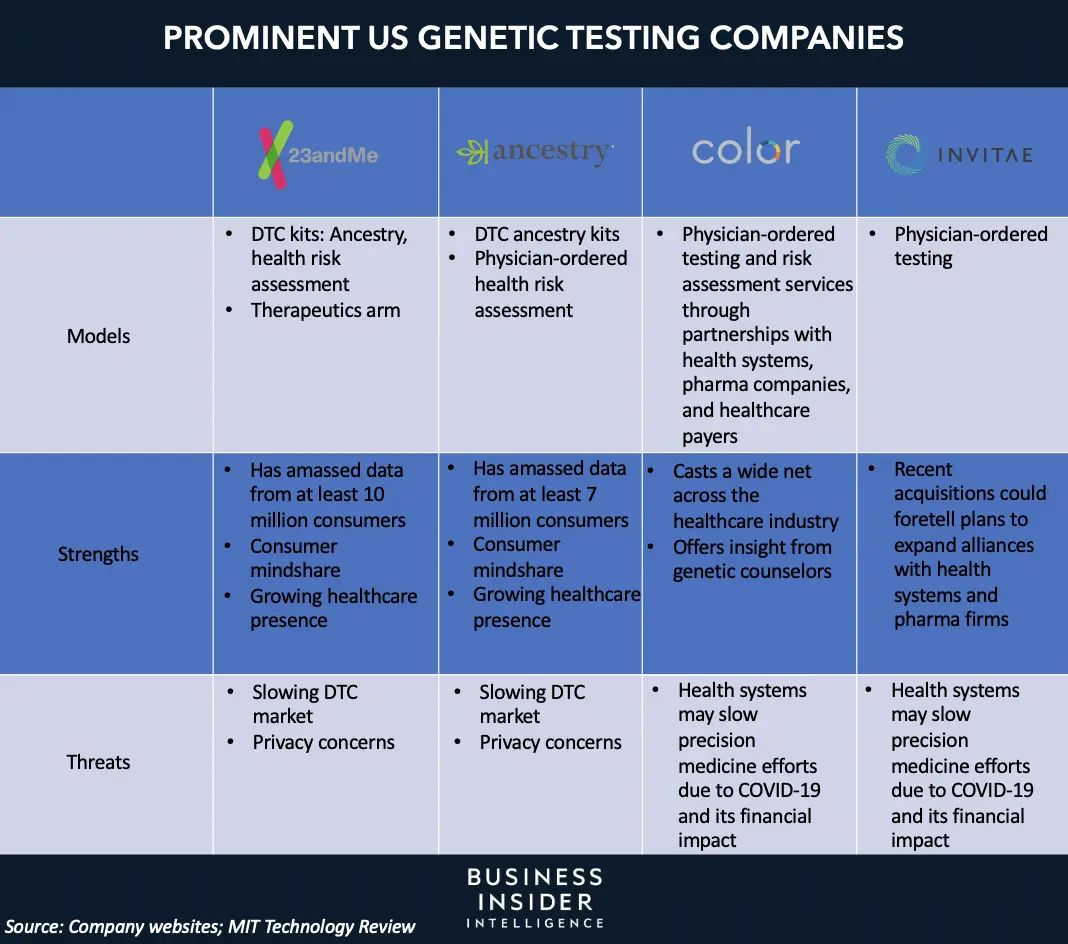 PROMINENT US GENETIC TESTING COMPANIES
23andMe
ancestry
color
INVITAE
Models
• DTC kits: Ancestry,
health risk
assessment
• Therapeutics arm
• DTC ancestry kits
• Physician-ordered
health risk
assessment
• Physician-ordered
testing and risk
assessment services
through
partnerships with
health systems,
pharma companies,
and healthcare
payers
• Physician-ordered
testing
Strengths
• Has amassed data
from at least 10
million consumers
• Consumer
mindshare
• Growing healthcare
presence
• Has amassed data
from at least 7
million consumers
• Consumer
mindshare
• Growing healthcare
presence
• Casts a wide net
across the
healthcare industry
• Offers insight from
genetic counselors
• Recent
acquisitions could
foretell plans to
expand alliances
with health
systems and
pharma firms
Threats
• Slowing DTC
market
• Privacy concerns
• Slowing DTC
market
• Privacy concerns
• Health systems
may slow
precision
medicine efforts
due to COVID-19
and its financial
impact
• Health systems
may slow
precision
medicine efforts
due to COVID-19
and its financial
impact
BUSINESS
INSIDER
INTELLIGENCE
Source: Company websites; MIT Technology Review